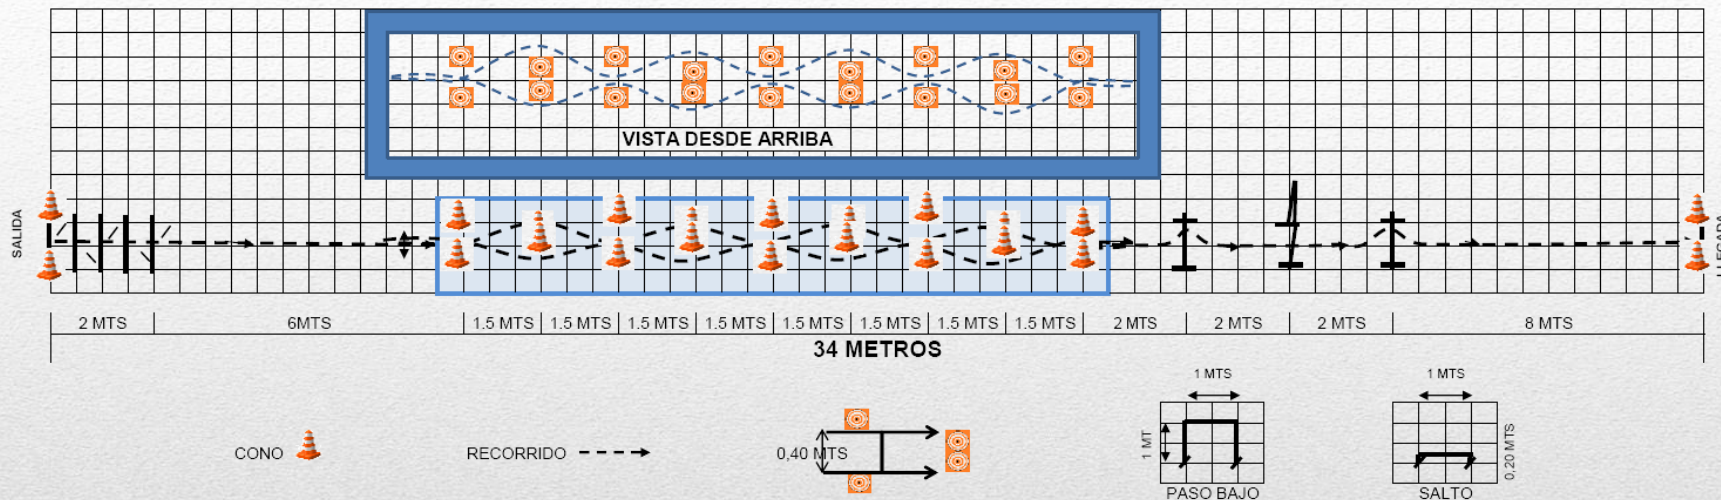 VISTA DESDE ARRIBA
SALIDA
LLEGADA
2 MTS 6MTS 1.5 MTS 1.5 MTS 1.5 MTS 1.5 MTS 1.5 MTS 1.5 MTS 1.5 MTS 1.5 MTS 2 MTS 2 MTS 2 MTS 8 MTS
34 METROS
CONO
RECORRIDO
0,40 MTS
1 MTS
1 MT
PASO BAJO
1 MTS
0,20 MTS
SALTO